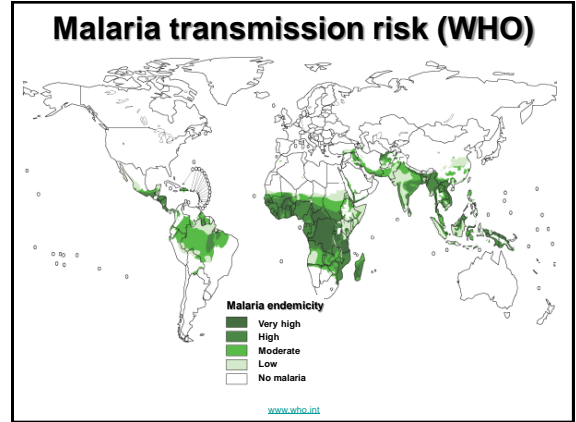 Malaria transmission risk (WHO)
Malaria endemicity
Very high
High
Moderate
Low
No malaria
www.who.int